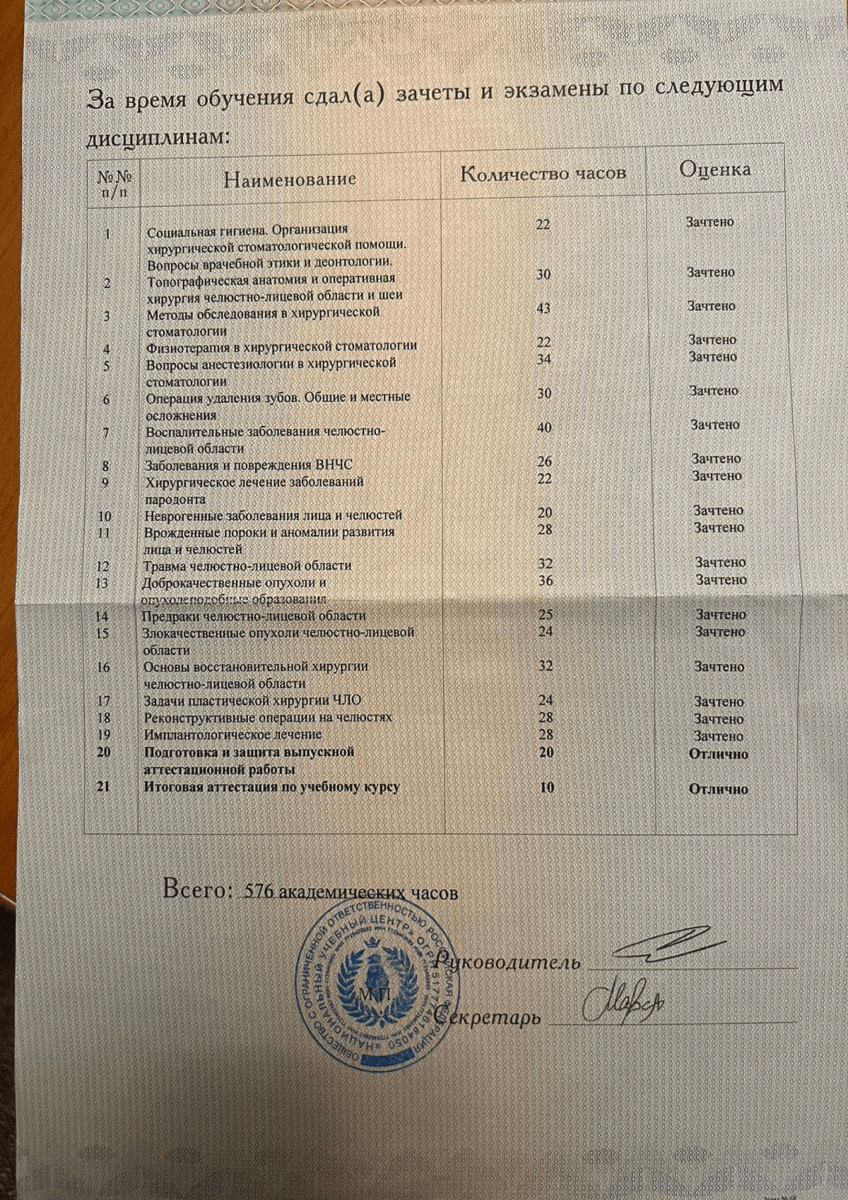 За время обучения сдал(а) зачеты и экзамены по следующим
дисциплинам:
№№ п/п Наименование Количество часов Оценка
1 Социальная гигиена. Организация 22 Зачтено
хирургической стоматологической помощи.
Вопросы врачебной этики и деонтологии.
2 Топографическая анатомия и оперативная 30 Зачтено
хирургия челюстно-лицевой области и шеи
3 Методы обследования в хирургической 43 Зачтено
стоматологии
4 Физиотерапия в хирургической стоматологии 22 Зачтено
5 Вопросы анестезиологии в хирургической 34 Зачтено
стоматологии
6 Операция удаления зубов. Общие и местные 30 Зачтено
осложнения
7 Воспалительные заболевания челюстно- 40 Зачтено
лицевой области
8 Заболевания и повреждения ВНЧС 26 Зачтено
9 Хирургическое лечение заболеваний 22 Зачтено
пародонта
10 Неврогенные заболевания лица и челюстей 20 Зачтено
11 Врожденные пороки и аномалии развития 28 Зачтено
лица и челюстей
12 Травма челюстно-лицевой области 32 Зачтено
13 Доброкачественные опухоли и 36 Зачтено
опухолеподобные образования
14 Предраки челюстно-лицевой области 25 Зачтено
15 Злокачественные опухоли челюстно-лицевой 24 Зачтено
области
16 Основы восстановительной хирургии 32 Зачтено
челюстно-лицевой области
17 Задачи пластической хирургии ЧЛО 24 Зачтено
18 Реконструктивные операции на челюстях 28 Зачтено
19 Имплантологическое лечение 28 Зачтено
20 Подготовка и защита выпускной 20 Отлично
аттестационной работы
21 Итоговая аттестация по учебному курсу 10 Отлично
Всего: 576 академических часов
ОБЩЕСТВО С ОГРАНИЧЕННОЙ ОТВЕТСТВЕННОСТЬЮ
«НАЦИОНАЛЬНЫЙ УЧЕБНЫЙ ЦЕНТР»
М.П.
Руководитель
Секретарь